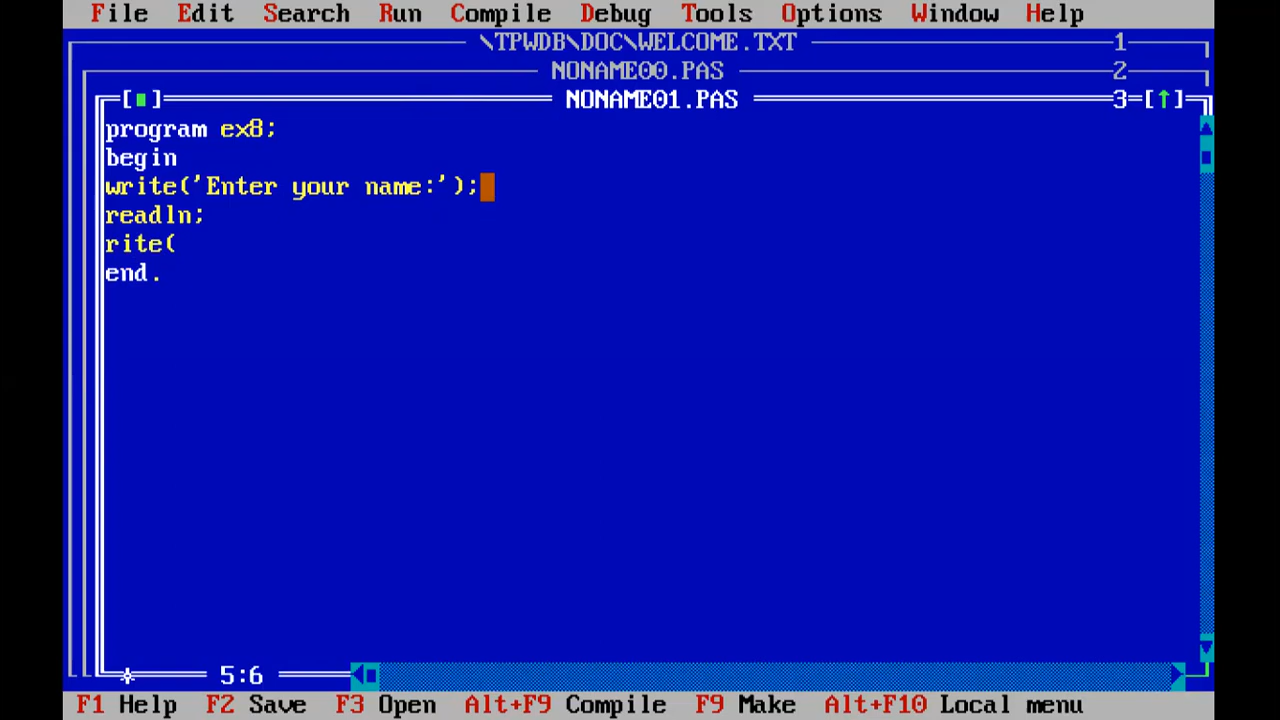 File Edit Search Run Compile Debug Tools Options Window Help
\TPWDB\DOC\WELCOME.TXT 1
NONAME00.PAS 2
[■] NONAME01.PAS 3=[↑]
program ex8;
begin
write('Enter your name:');
readln;
rite(
end.
5:6
F1 Help F2 Save F3 Open Alt+F9 Compile F9 Make Alt+F10 Local menu